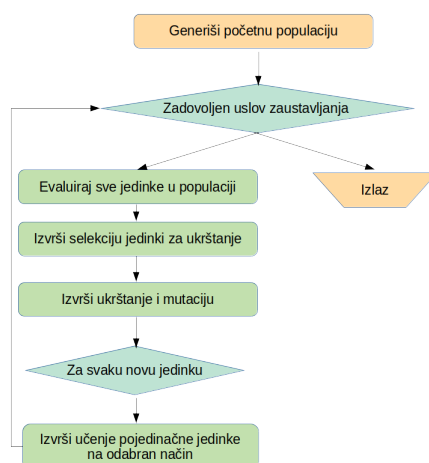 Generiši početnu populaciju
Zadovoljen uslov zaustavljanja
Evaluiraj sve jedinke u populaciji
Izlaz
Izvrši selekciju jedinki za ukrštanje
Izvrši ukrštanje i mutaciju
Za svaku novu jedinku
Izvrši učenje pojedinačne jedinke
na odabran način